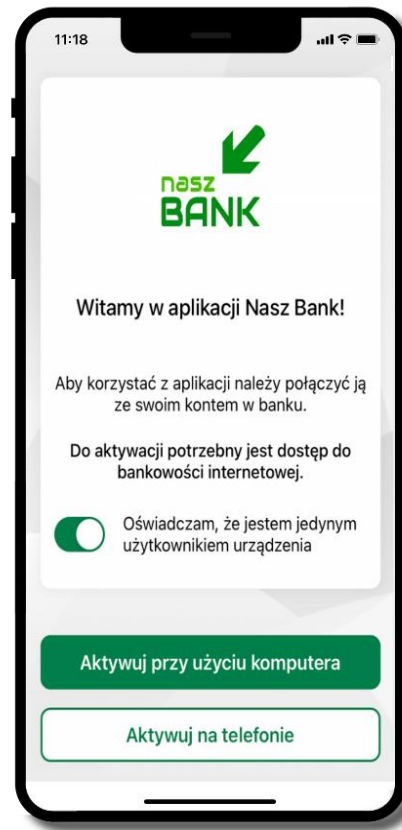 11:18
nasz
BANK
Witamy w aplikacji Nasz Bank!
Aby korzystać z aplikacji należy połączyć ją
ze swoim kontem w banku.
Do aktywacji potrzebny jest dostęp do
bankowości internetowej.
Oświadczam, że jestem jedynym
użytkownikiem urządzenia
Aktywuj przy użyciu komputera
Aktywuj na telefonie